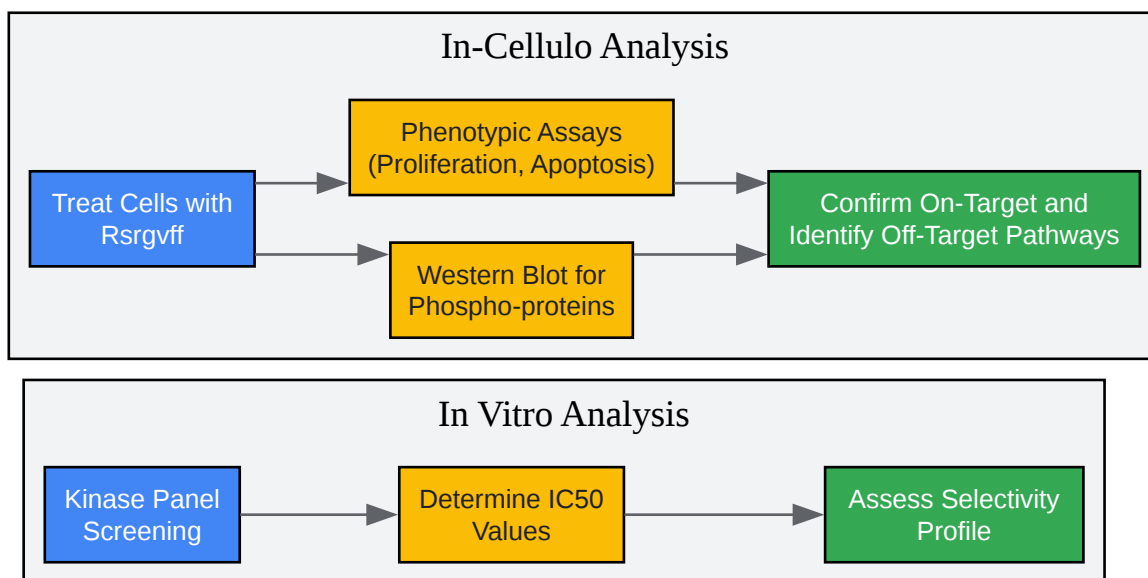 In-Cellulo Analysis
Phenotypic Assays
(Proliferation, Apoptosis)
Treat Cells with
Rsrgvff
Confirm On-Target and
Identify Off-Target Pathways
Western Blot for
Phospho-proteins
In Vitro Analysis
Kinase Panel
Screening
Determine IC50
Values
Assess Selectivity
Profile